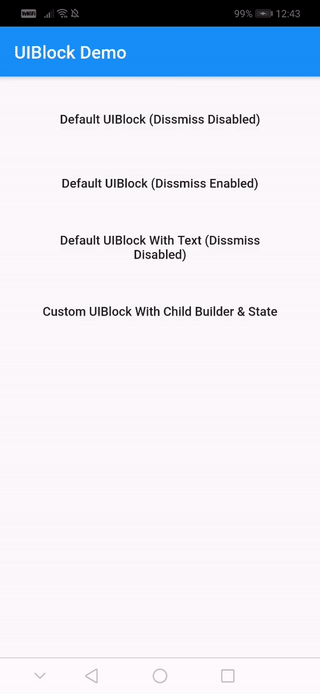 99% 12:43
UIBlock Demo
Default UIBlock (Dissmiss Disabled)
Default UIBlock (Dissmiss Enabled)
Default UIBlock With Text (Dissmiss
Disabled)
Custom UIBlock With Child Builder & State